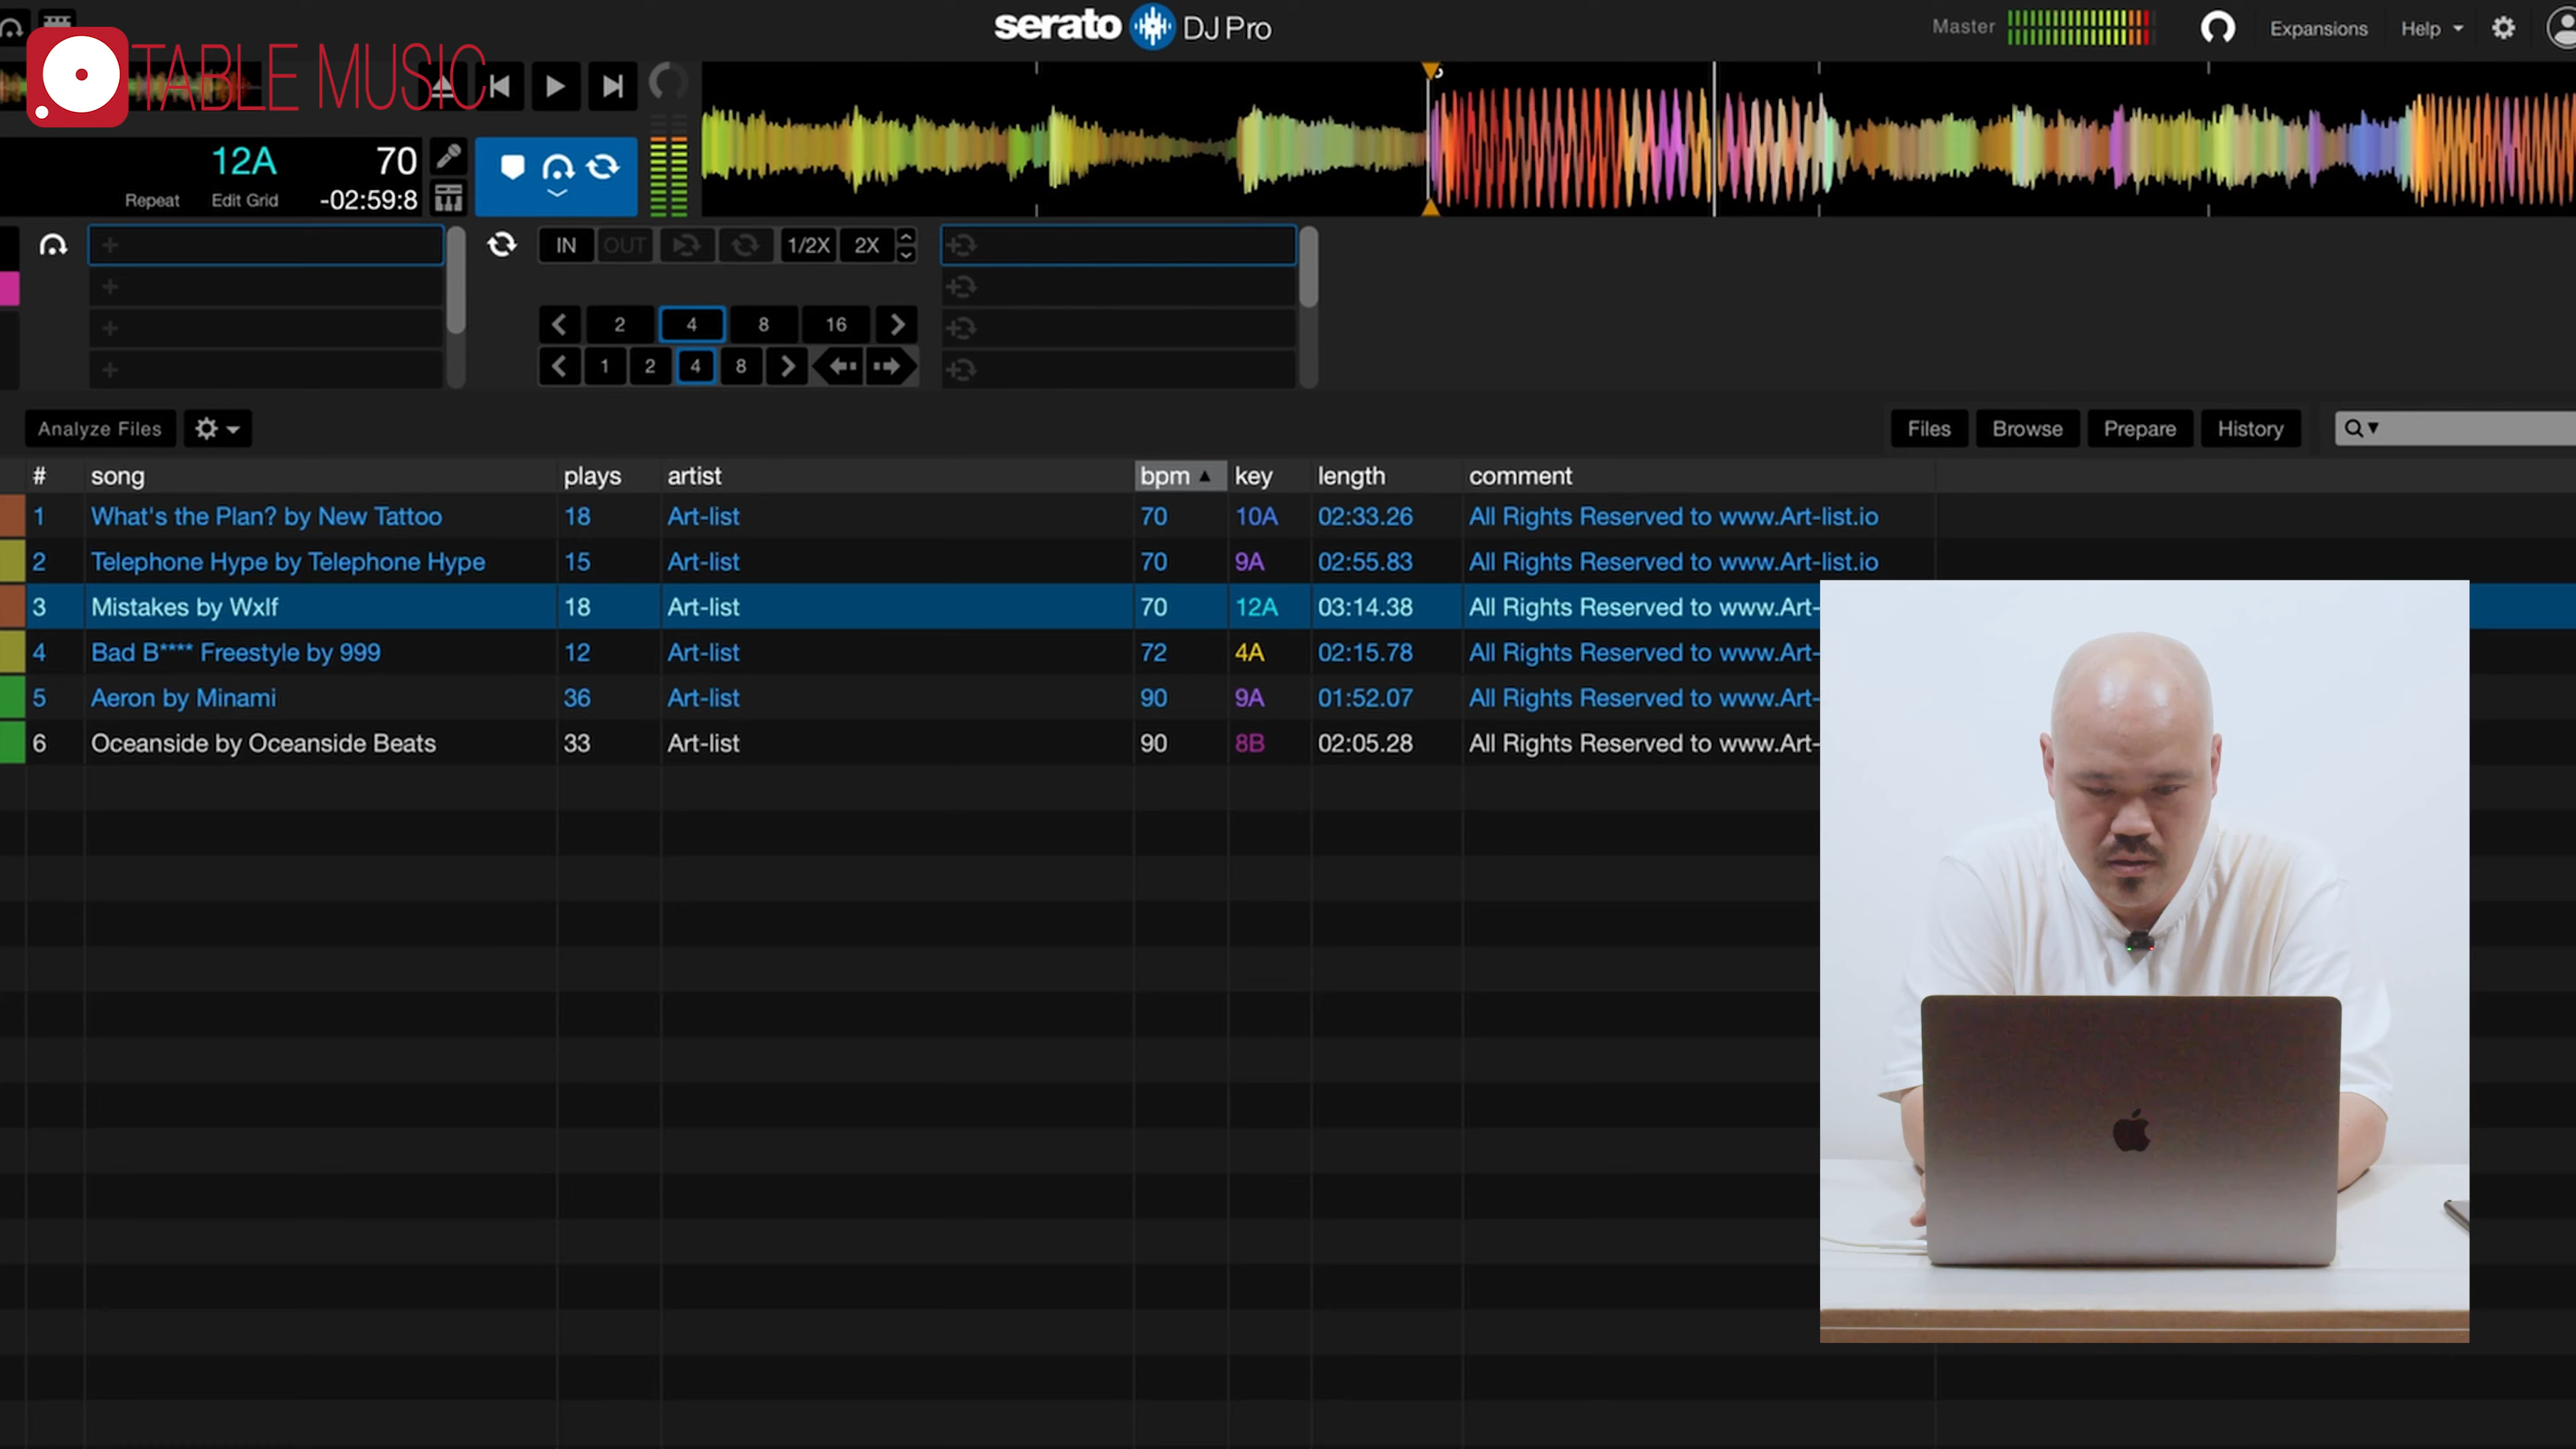 serato DJ Pro
Master
Expansions
Help
TABLE MUSIC
12A 70
Repeat Edit Grid -02:59:8
IN OUT 1/2X 2X
2 4 8 16
1 2 4 8
Analyze Files
Files Browse Prepare History
# song plays artist bpm key length comment
1 What's the Plan? by New Tattoo 18 Art-list 70 10A 02:33.26 All Rights Reserved to www.Art-list.io
2 Telephone Hype by Telephone Hype 15 Art-list 70 9A 02:55.83 All Rights Reserved to www.Art-list.io
3 Mistakes by Wxlf 18 Art-list 70 12A 03:14.38 All Rights Reserved to www.Art-
4 Bad B**** Freestyle by 999 12 Art-list 72 4A 02:15.78 All Rights Reserved to www.Art-
5 Aeron by Minami 36 Art-list 90 9A 01:52.07 All Rights Reserved to www.Art-
6 Oceanside by Oceanside Beats 33 Art-list 90 8B 02:05.28 All Rights Reserved to www.Art-